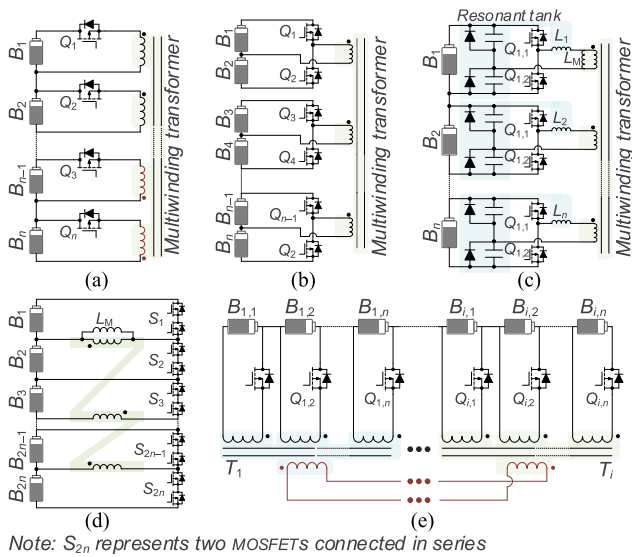 Resonant tank
B1
Q1
B2
Q2
Q3
Bn–1
Bn
Qn
Multiwinding transformer
(a)
B1
Q1
B2
Q2
B3
Q3
B4
Q4
Bn–1
Qn–1
Bn
Q2
Multiwinding transformer
(b)
B1
Q1,1
L1
LM
Q1,2
B2
Q1,1
L2
Q1,2
Bn
Q1,1
Ln
Q1,2
Multiwinding transformer
(c)
B1
LM
S1
B2
S2
B3
S3
B2n–1
S2n–1
B2n
S2n
(d)
B1,1 B1,2 B1,n Bi,1 Bi,2 Bi,n
Q1,1 Q1,2 Q1,n Qi,1 Qi,2 Qi,n
T1 Ti
(e)
Note: S2n represents two MOSFETs connected in series